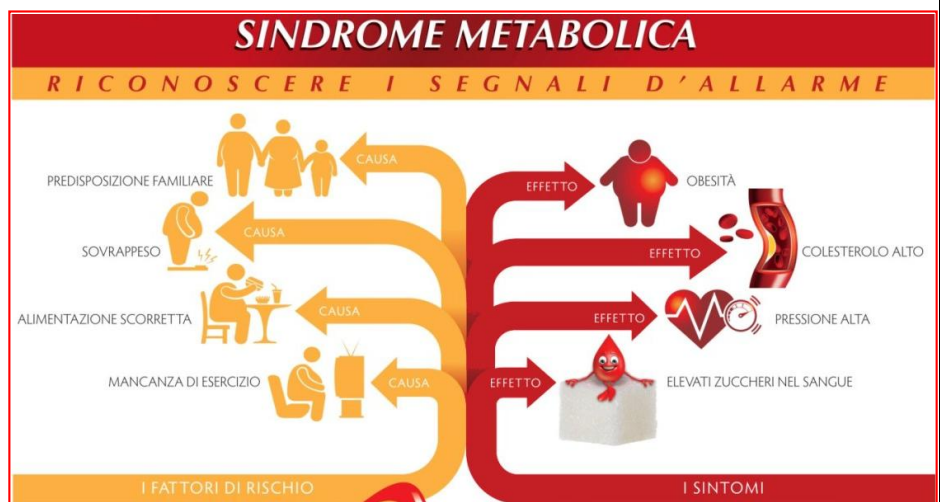 SINDROME METABOLICA
RICONOSCERE I SEGNALI D'ALLARME
CAUSA
PREDISPOSIZIONE FAMILIARE
CAUSA
SOVRAPPESO
CAUSA
ALIMENTAZIONE SCORRETTA
CAUSA
MANCANZA DI ESERCIZIO
I FATTORI DI RISCHIO
EFFETTO
OBESITÀ
EFFETTO
COLESTEROLO ALTO
EFFETTO
PRESSIONE ALTA
EFFETTO
ELEVATI ZUCCHERI NEL SANGUE
I SINTOMI